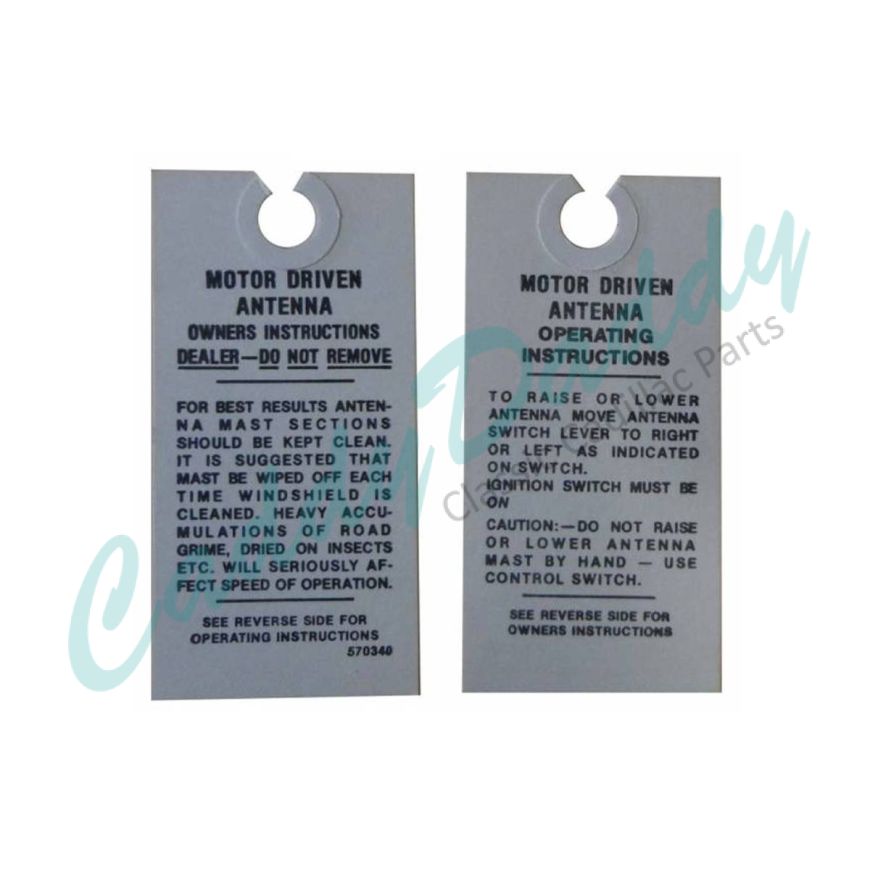 MOTOR DRIVEN
ANTENNA
OWNERS INSTRUCTIONS
DEALER—DO NOT REMOVE
FOR BEST RESULTS ANTEN-
NA MAST SECTIONS
SHOULD BE KEPT CLEAN.
IT IS SUGGESTED THAT
MAST BE WIPED OFF EACH
TIME WINDSHIELD IS
CLEANED. HEAVY ACCU-
MULATIONS OF ROAD
GRIME, DRIED ON INSECTS
ETC. WILL SERIOUSLY AF-
FECT SPEED OF OPERATION.
SEE REVERSE SIDE FOR
OPERATING INSTRUCTIONS
570340
MOTOR DRIVEN
ANTENNA
OPERATING
INSTRUCTIONS
TO RAISE OR LOWER
ANTENNA MOVE ANTENNA
SWITCH LEVER TO RIGHT
OR LEFT AS INDICATED
ON SWITCH.
IGNITION SWITCH MUST BE
ON
CAUTION:—DO NOT RAISE
OR LOWER ANTENNA
MAST BY HAND — USE
CONTROL SWITCH.
SEE REVERSE SIDE FOR
OWNERS INSTRUCTIONS
CaddyDaddy
Classic Cadillac Parts